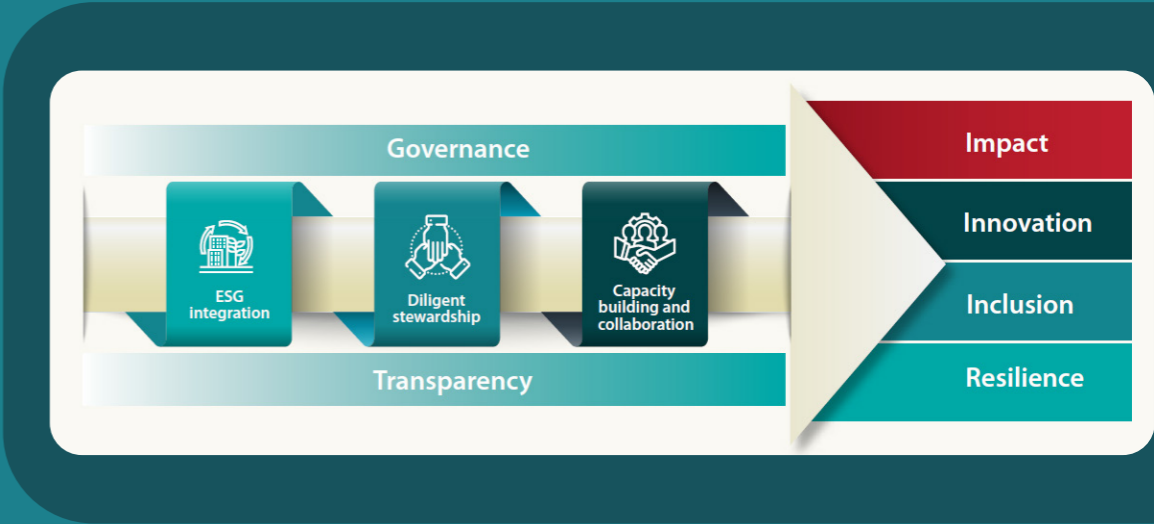 Governance
ESG
integration
Diligent
stewardship
Capacity
building and
collaboration
Transparency
Impact
Innovation
Inclusion
Resilience